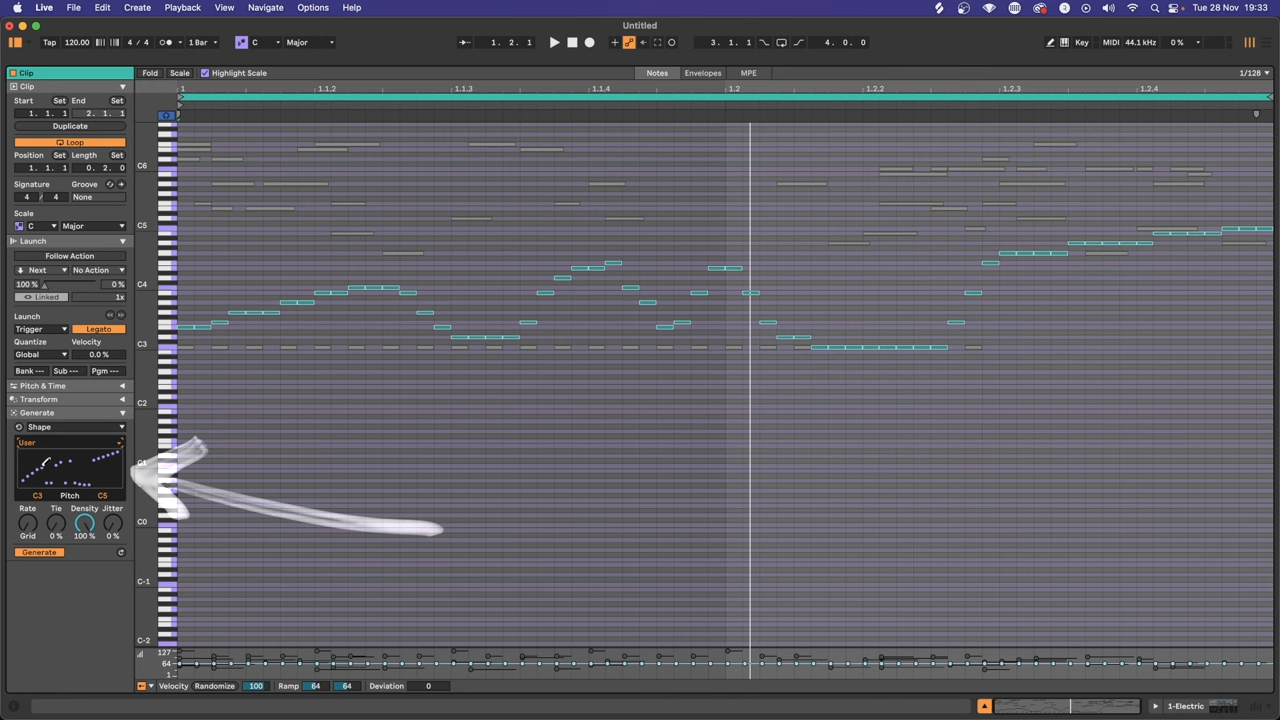 Live File Edit Create Playback View Navigate Options Help Tue 28 Nov 19:33
Untitled
Tap 120.00 4 / 4 1 Bar C Major 1. 2. 1 3. 1. 1 4. 0. 0 Key MIDI 44.1 kHz 0 %
Clip Fold Scale Highlight Scale Notes Envelopes MPE 1/128
Clip 1 1.1.2 1.1.3 1.1.4 1.2 1.2.2 1.2.3 1.2.4
Start Set End Set
1. 1. 1 2. 1. 1
Duplicate
Loop
Position Set Length Set
1. 1. 1 0. 2. 0
Signature Groove
4 / 4 None
Scale
C Major
Launch
Follow Action
Next No Action
100 % 0 %
Linked 1x
Launch
Trigger Legato
Quantize Velocity
Global 0.0 %
Bank --- Sub --- Pgm ---
Pitch & Time
Transform
Generate
Shape
User
C3 Pitch C5
Rate Tie Density Jitter
Grid 0 % 100 % 0 %
Generate
C6
C5
C4
C3
C2
C1
C0
C-1
C-2
127
64
1
Velocity Randomize 100 Ramp 64 64 Deviation 0
1-Electric